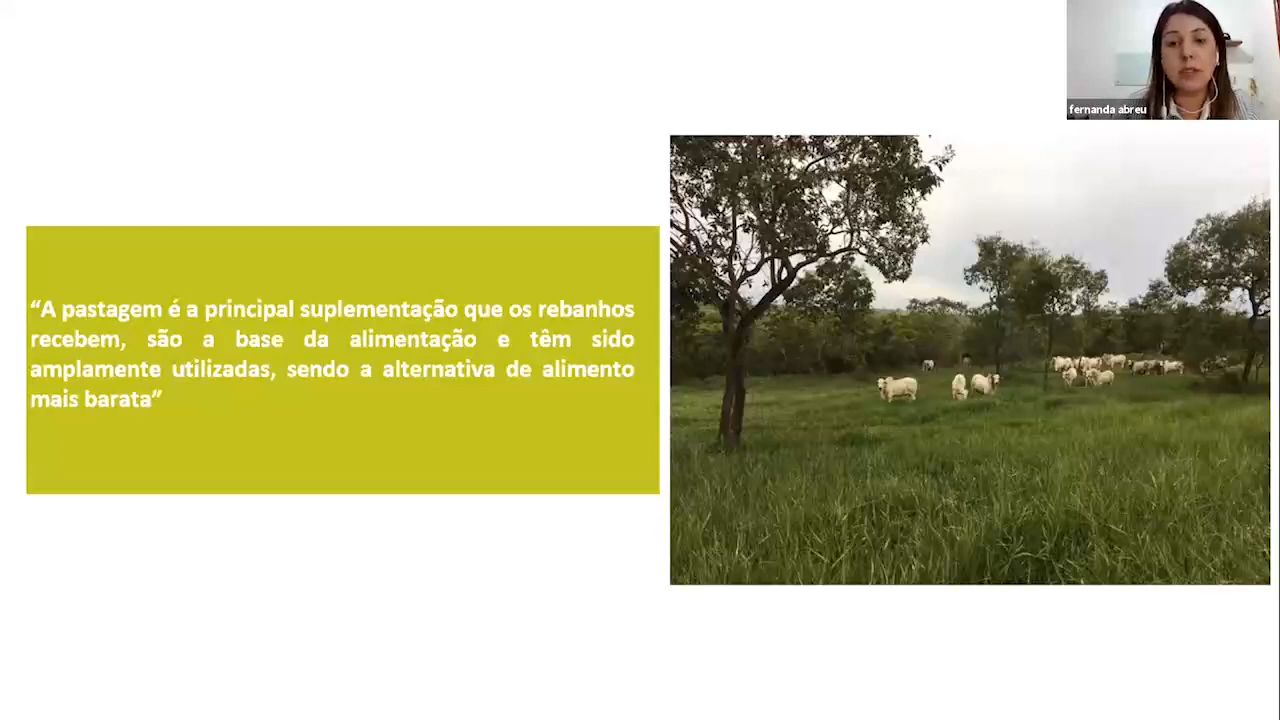 fernanda abreu
“A pastagem é a principal suplementação que os rebanhos
recebem, são a base da alimentação e têm sido
amplamente utilizadas, sendo a alternativa de alimento
mais barata”